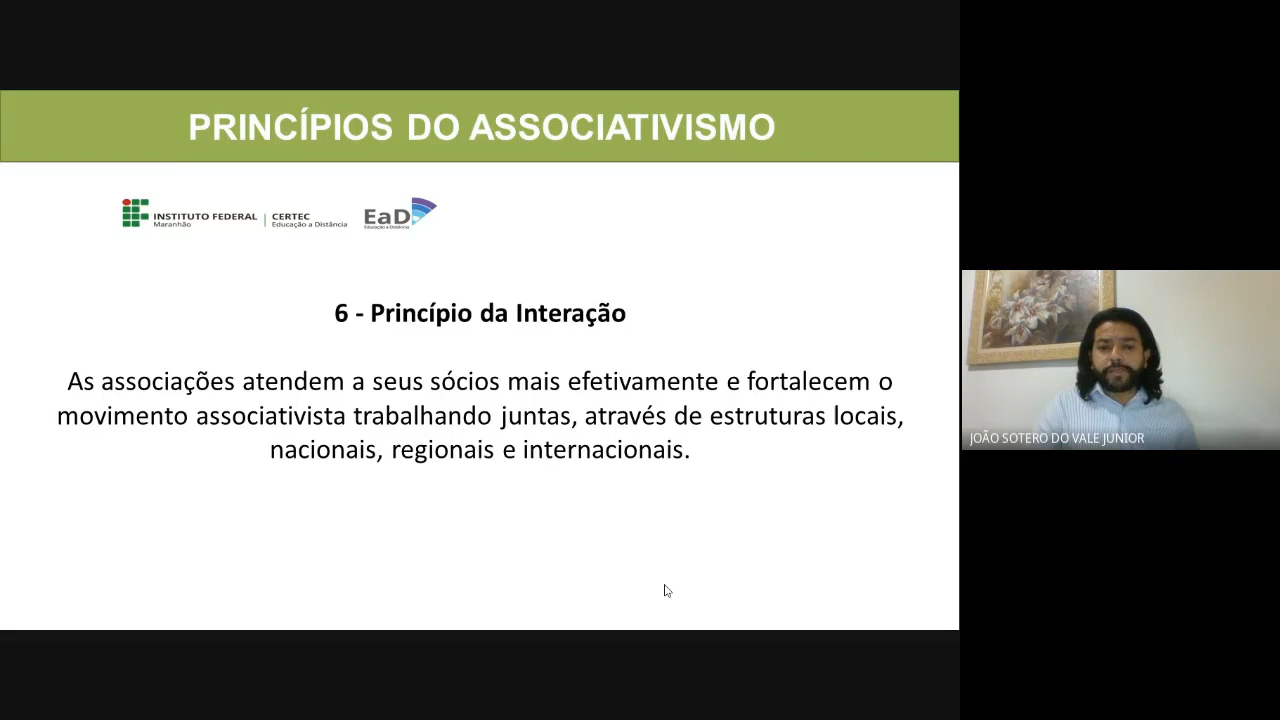 PRINCÍPIOS DO ASSOCIATIVISMO
INSTITUTO FEDERAL
Maranhão
CERTEC
Educação a Distância
EaD
Educação a Distância
6 - Princípio da Interação
As associações atendem a seus sócios mais efetivamente e fortalecem o
movimento associativista trabalhando juntas, através de estruturas locais,
nacionais, regionais e internacionais.
JOÃO SOTERO DO VALE JUNIOR